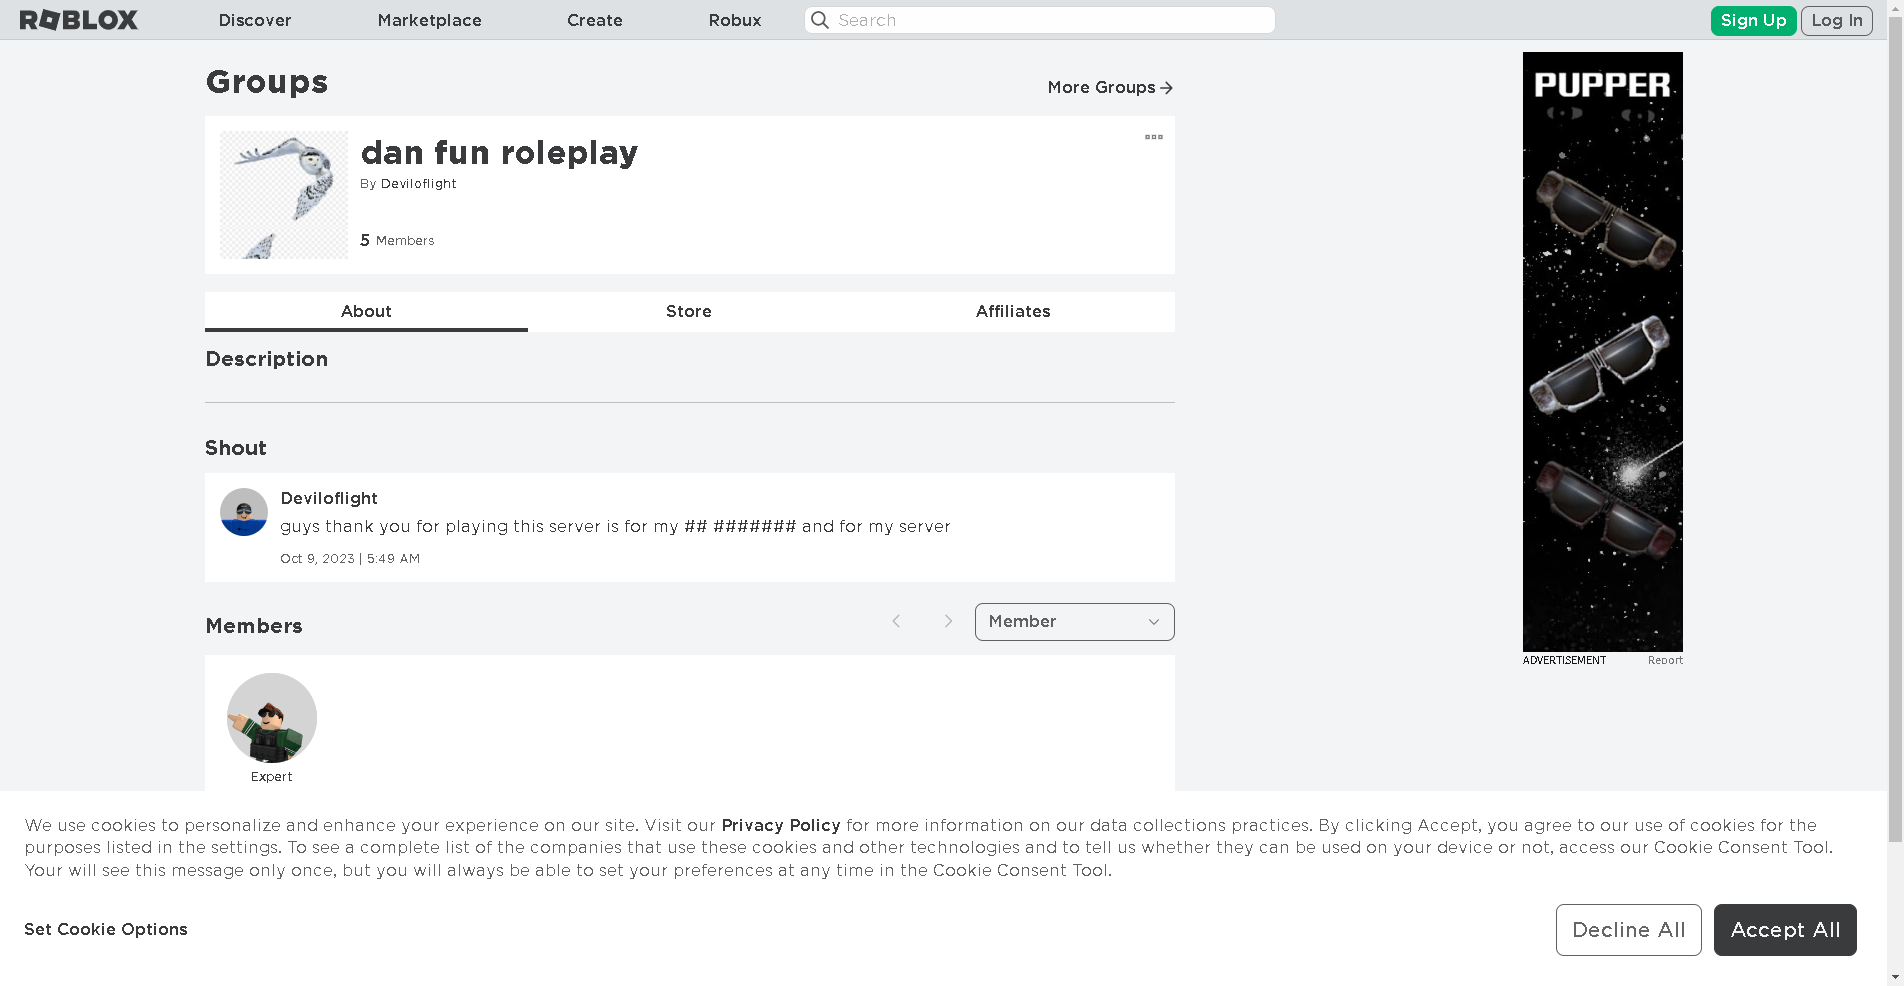 ROBLOX
Discover
Marketplace
Create
Robux
Search
Sign Up
Log In
Groups
More Groups
dan fun roleplay
By Deviloflight
5 Members
About
Store
Affiliates
Description
Shout
Deviloflight
guys thank you for playing this server is for my ## ####### and for my server
Oct 9, 2023 | 5:49 AM
Members
Member
Expert
PUPPER
ADVERTISEMENT
Report
We use cookies to personalize and enhance your experience on our site. Visit our Privacy Policy for more information on our data collections practices. By clicking Accept, you agree to our use of cookies for the
purposes listed in the settings. To see a complete list of the companies that use these cookies and other technologies and to tell us whether they can be used on your device or not, access our Cookie Consent Tool.
Your will see this message only once, but you will always be able to set your preferences at any time in the Cookie Consent Tool.
Set Cookie Options
Decline All
Accept All